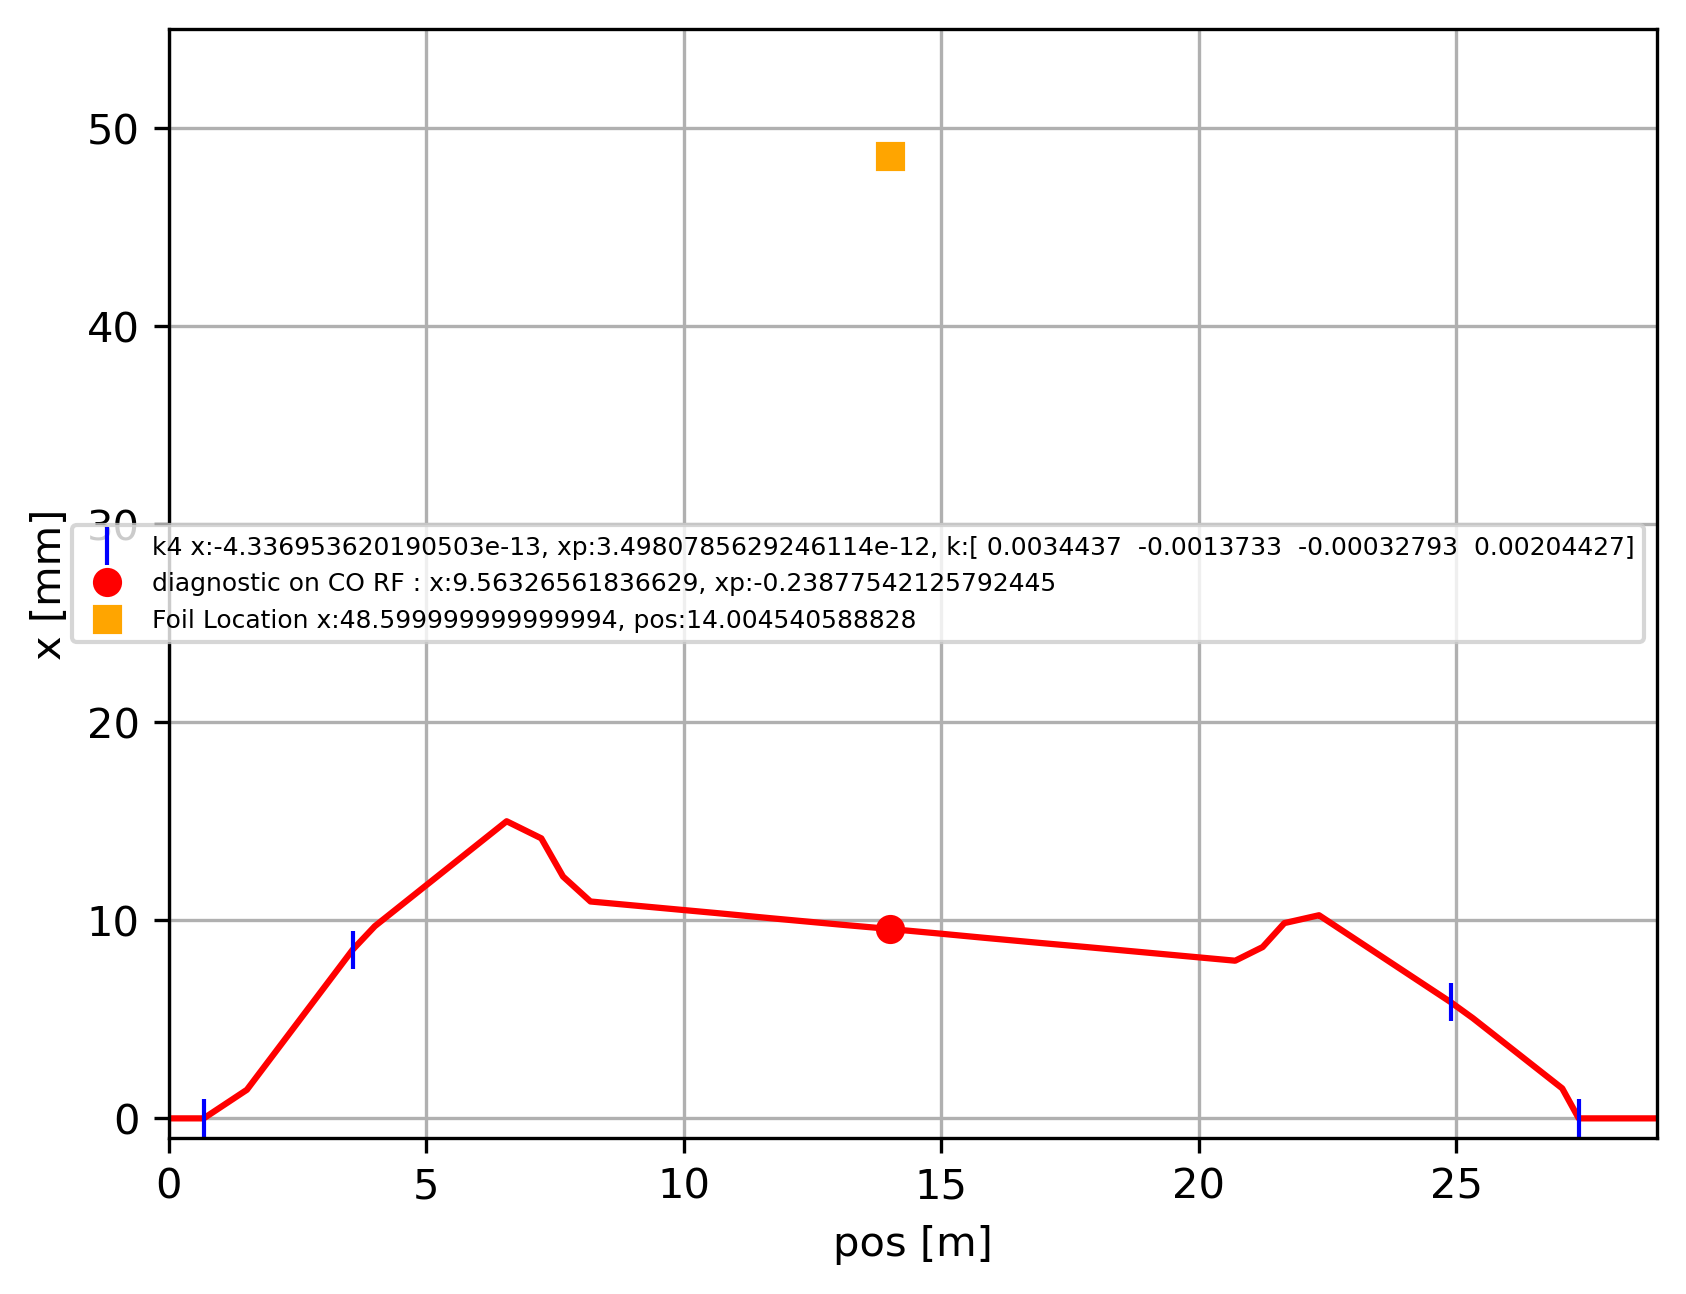 50
40
30
20
10
0
x [mm]
k4 x:-4.336953620190503e-13, xp:3.4980785629246114e-12, k:[ 0.0034437  -0.0013733  -0.00032793  0.00204427]
diagnostic on CO RF : x:9.56326561836629, xp:-0.23877542125792445
Foil Location x:48.599999999999994, pos:14.004540588828
0 5 10 15 20 25
pos [m]